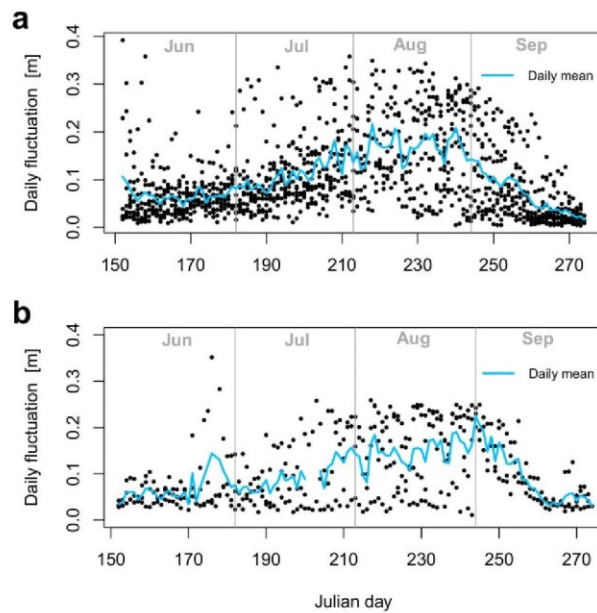 a
Jun Jul Aug Sep
Daily mean
Daily fluctuation [m]
0.4
0.3
0.2
0.1
0.0
150 170 190 210 230 250 270
b
Jun Jul Aug Sep
Daily mean
Daily fluctuation [m]
0.4
0.3
0.2
0.1
0.0
150 170 190 210 230 250 270
Julian day